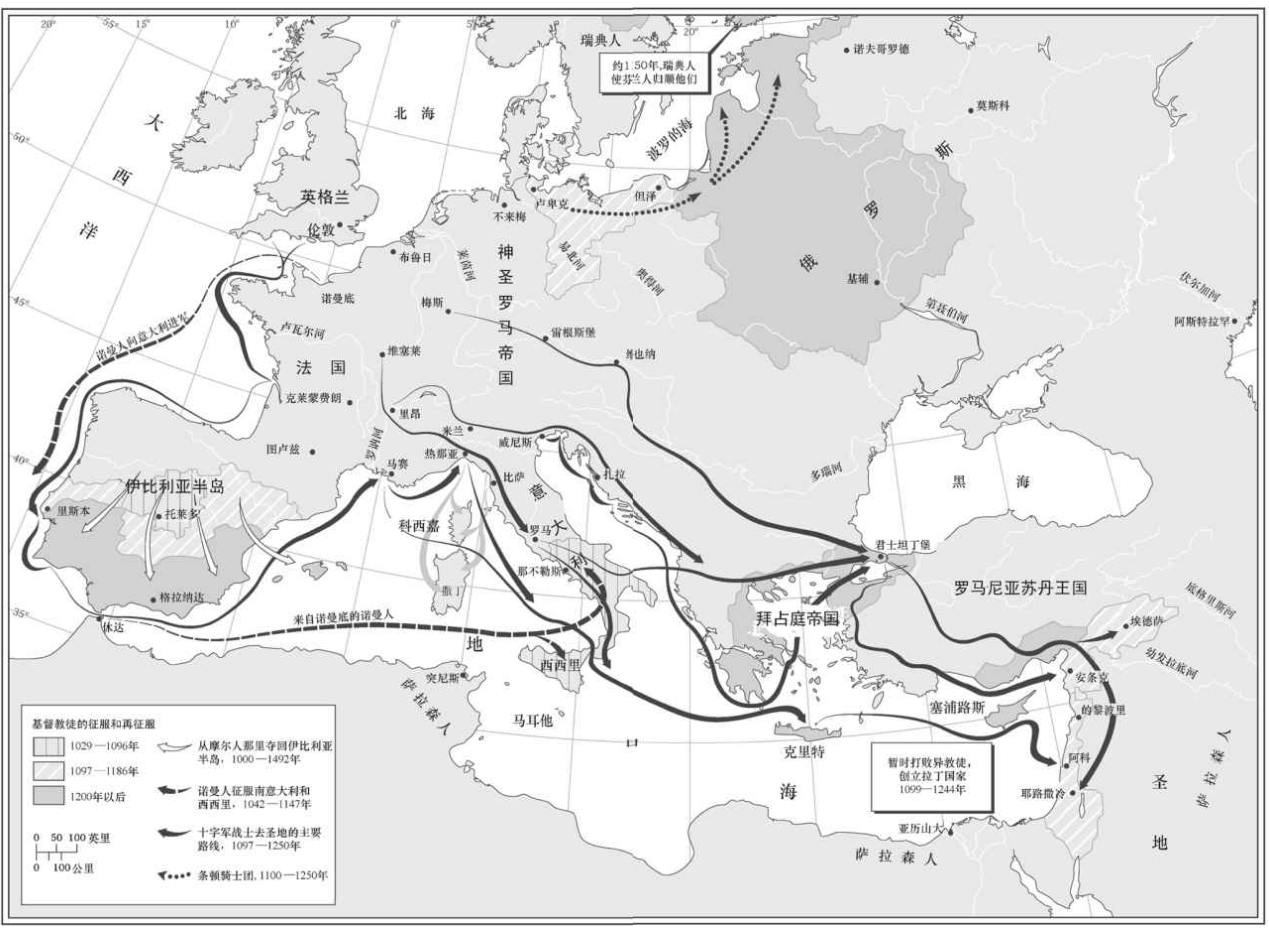 20°
55°
15°
10°
0°
5°
20°
瑞典人
约1150年,瑞典人
使芬兰人归顺他们
诺夫哥罗德
莫斯科
大
西
洋
北 海
波罗的海
50°
英格兰
伦敦
卢卑克
但泽
不来梅
俄
罗
斯
布鲁日
莱茵河
神圣罗马帝国
易北河
奥得河
基辅
第聂伯河
伏尔加河
阿斯特拉罕
45°
诺曼底
诺曼人向意大利进军
卢瓦尔河
梅斯
雷根斯堡
维也纳
法 国
维塞莱
克莱蒙费朗
里昂
米兰
威尼斯
图卢兹
热那亚
马赛
比萨
扎拉
多瑙河
黑 海
40°
伊比利亚半岛
里斯本
托莱多
科西嘉
罗马
意
大
利
那不勒斯
君士坦丁堡
罗马尼亚苏丹王国
底格里斯河
埃德萨
幼发拉底河
格拉纳达
撒丁
35°
休达
来自诺曼底的诺曼人
拜占庭帝国
地
西西里
突尼斯
安条克
塞浦路斯
的黎波里
萨拉森人
马耳他
克里特
阿科
耶路撒冷
海
暂时打败异教徒,
创立拉丁国家
1099—1244年
亚历山大
萨拉森人
圣
地
萨拉森人
基督教徒的征服和再征服
1029—1096年
1097—1186年
1200年以后
从摩尔人那里夺回伊比利亚
半岛, 1000—1492年
诺曼人征服南意大利和
西西里, 1042—1147年
十字军战士去圣地的主要
路线, 1097—1250年
条顿骑士团, 1100—1250年
0 50 100 英里
0 100公里